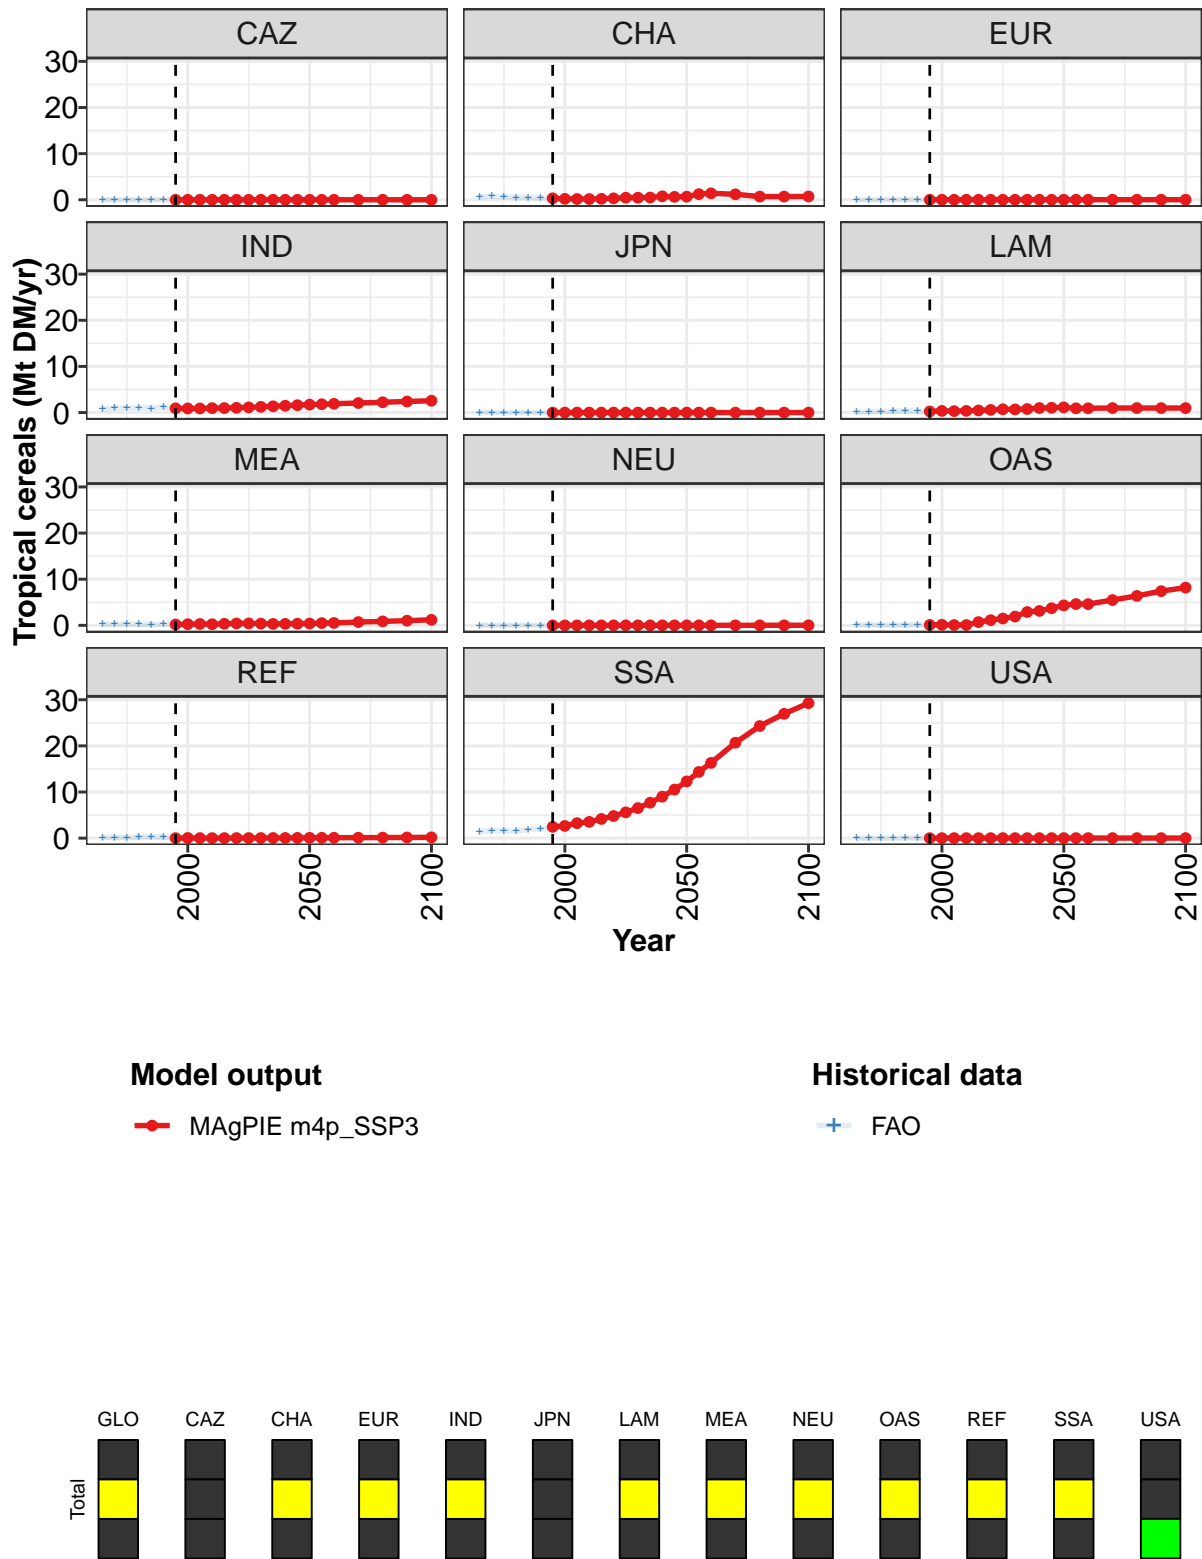 CAZ CHA EUR
30
20
10
0
IND JPN LAM
30
20
10
0
MEA NEU OAS
30
20
10
0
REF SSA USA
30
20
10
0
Tropical cereals (Mt DM/yr)
2000 2050 2100 2000 2050 2100 2000 2050 2100
Year
Model output Historical data
MAgPIE m4p_SSP3 FAO
GLO CAZ CHA EUR IND JPN LAM MEA NEU OAS REF SSA USA
Total